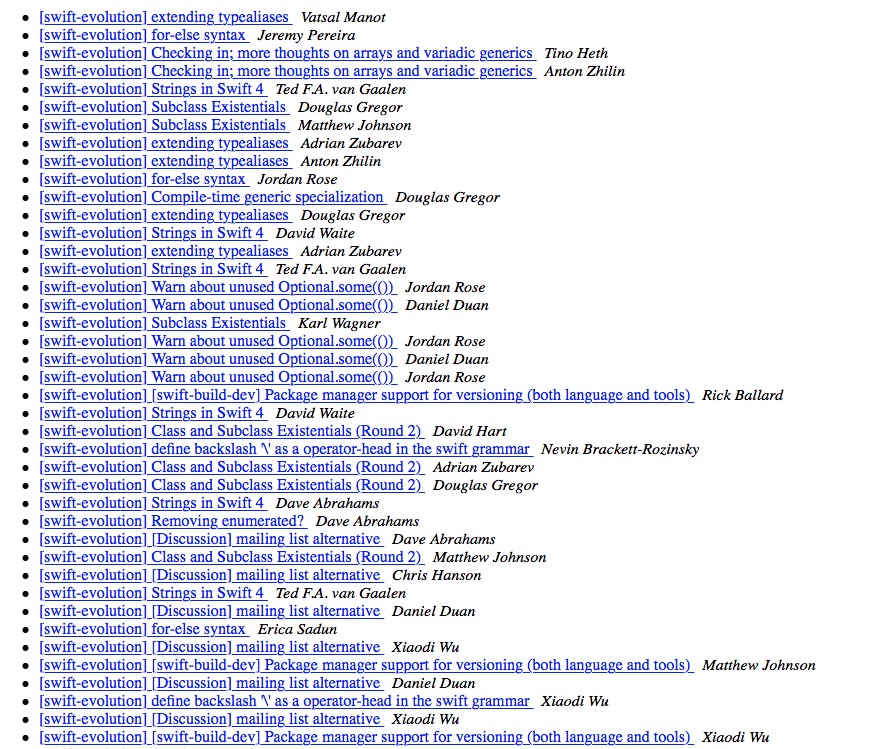 [swift-evolution] extending typealiases Vatsal Manot
[swift-evolution] for-else syntax Jeremy Pereira
[swift-evolution] Checking in; more thoughts on arrays and variadic generics Tino Heth
[swift-evolution] Checking in; more thoughts on arrays and variadic generics Anton Zhilin
[swift-evolution] Strings in Swift 4 Ted F.A. van Gaalen
[swift-evolution] Subclass Existentials Douglas Gregor
[swift-evolution] Subclass Existentials Matthew Johnson
[swift-evolution] extending typealiases Adrian Zubarev
[swift-evolution] extending typealiases Anton Zhilin
[swift-evolution] for-else syntax Jordan Rose
[swift-evolution] Compile-time generic specialization Douglas Gregor
[swift-evolution] extending typealiases Douglas Gregor
[swift-evolution] Strings in Swift 4 David Waite
[swift-evolution] extending typealiases Adrian Zubarev
[swift-evolution] Strings in Swift 4 Ted F.A. van Gaalen
[swift-evolution] Warn about unused Optional.some(()) Jordan Rose
[swift-evolution] Warn about unused Optional.some(()) Daniel Duan
[swift-evolution] Subclass Existentials Karl Wagner
[swift-evolution] Warn about unused Optional.some(()) Jordan Rose
[swift-evolution] Warn about unused Optional.some(()) Daniel Duan
[swift-evolution] Warn about unused Optional.some(()) Jordan Rose
[swift-evolution] [swift-build-dev] Package manager support for versioning (both language and tools) Rick Ballard
[swift-evolution] Strings in Swift 4 David Waite
[swift-evolution] Class and Subclass Existentials (Round 2) David Hart
[swift-evolution] define backslash '\' as a operator-head in the swift grammar Nevin Brackett-Rozinsky
[swift-evolution] Class and Subclass Existentials (Round 2) Adrian Zubarev
[swift-evolution] Class and Subclass Existentials (Round 2) Douglas Gregor
[swift-evolution] Strings in Swift 4 Dave Abrahams
[swift-evolution] Removing enumerated? Dave Abrahams
[swift-evolution] [Discussion] mailing list alternative Dave Abrahams
[swift-evolution] Class and Subclass Existentials (Round 2) Matthew Johnson
[swift-evolution] [Discussion] mailing list alternative Chris Hanson
[swift-evolution] Strings in Swift 4 Ted F.A. van Gaalen
[swift-evolution] [Discussion] mailing list alternative Daniel Duan
[swift-evolution] for-else syntax Erica Sadun
[swift-evolution] [Discussion] mailing list alternative Xiaodi Wu
[swift-evolution] [swift-build-dev] Package manager support for versioning (both language and tools) Matthew Johnson
[swift-evolution] [Discussion] mailing list alternative Daniel Duan
[swift-evolution] define backslash '\' as a operator-head in the swift grammar Xiaodi Wu
[swift-evolution] [Discussion] mailing list alternative Xiaodi Wu
[swift-evolution] [swift-build-dev] Package manager support for versioning (both language and tools) Xiaodi Wu